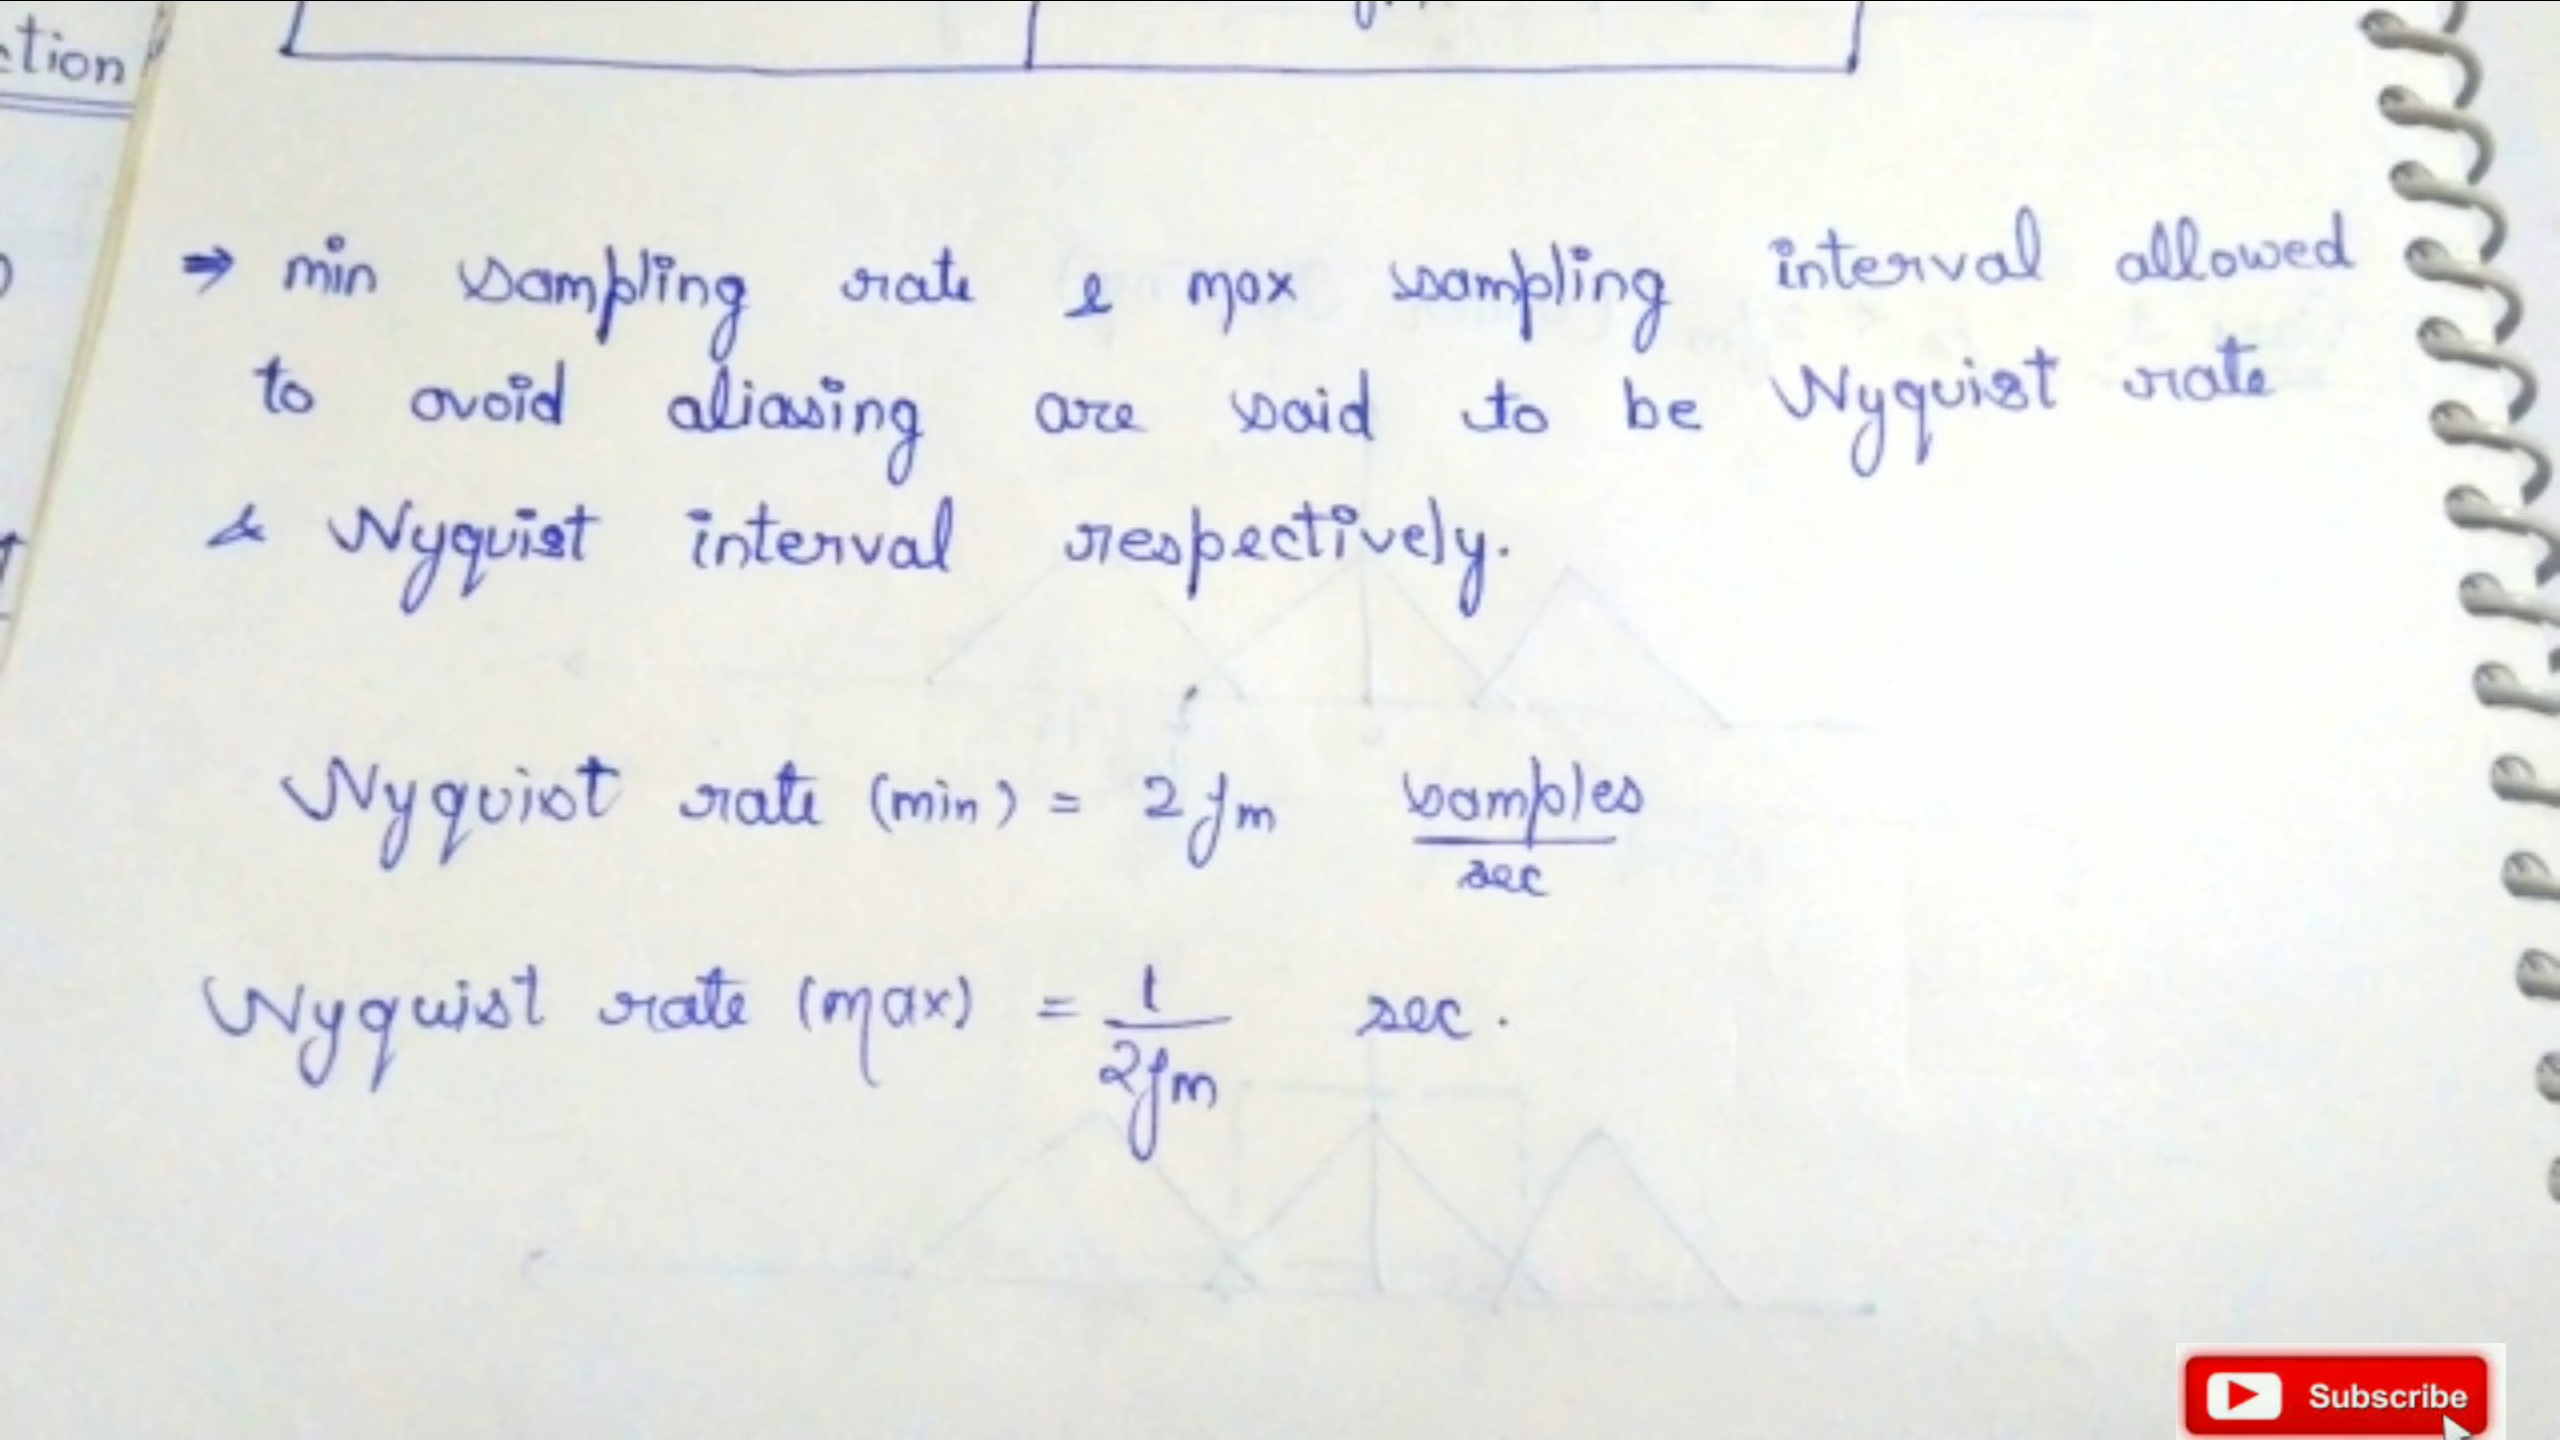 ction
⇒ min sampling rate & max sampling interval allowed
to avoid aliasing are said to be Nyquist rate
& Nyquist interval respectively.
Nyquist rate (min) = 2fm samples/sec
Nyquist rate (max) = 1/2fm sec.
Subscribe